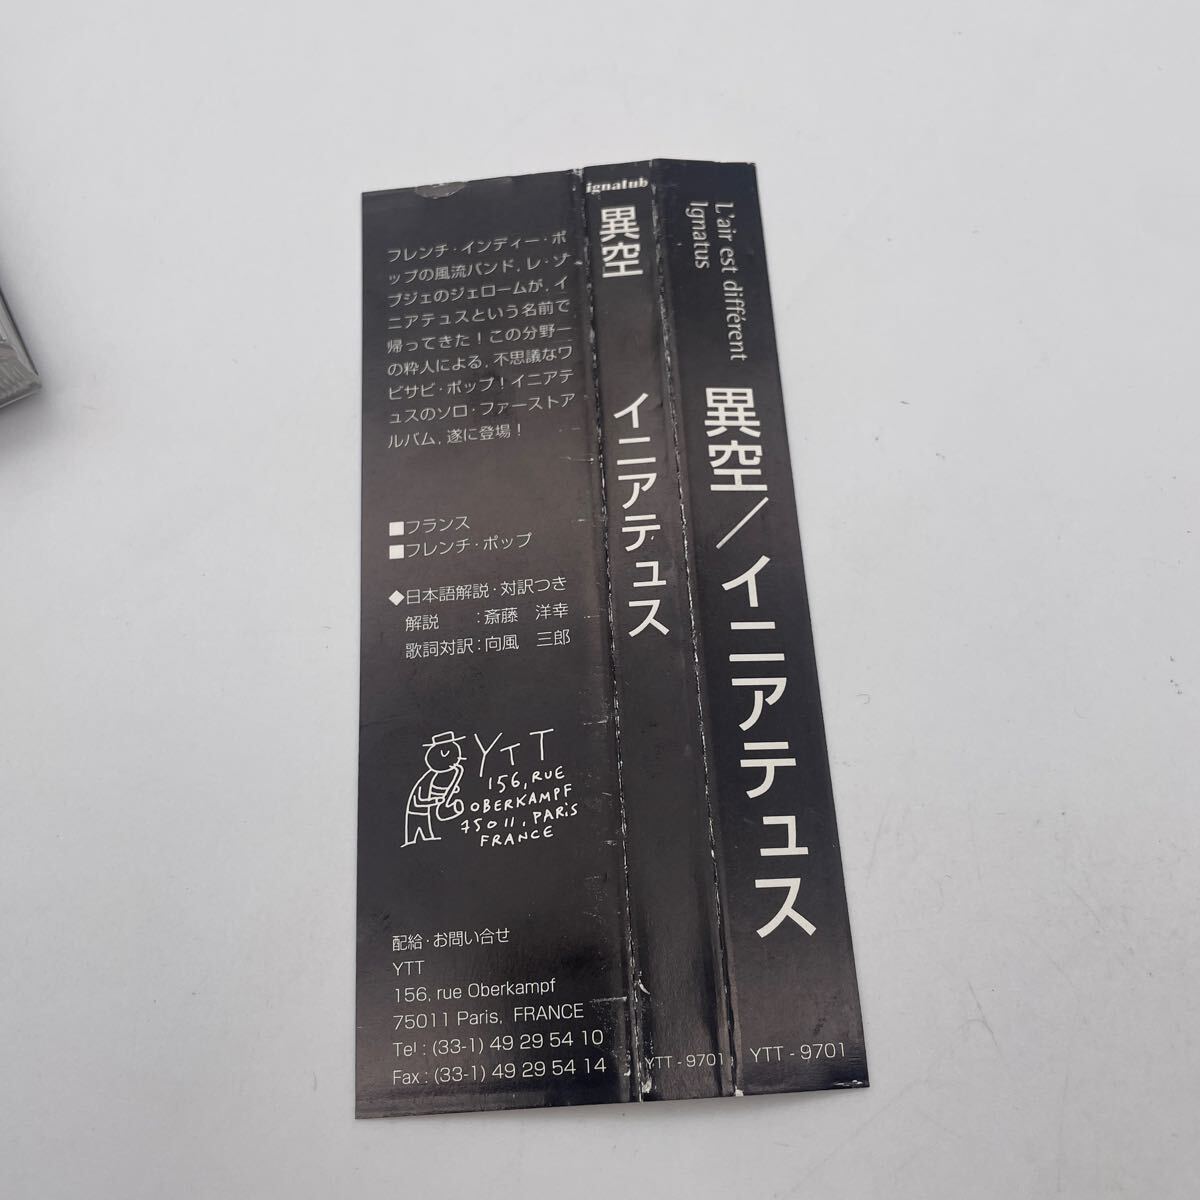 フレンチ・インディー・ポ
ップの風流バンド，レ・ゾ
ブジェのジェロームが，イ
ニアテュスという名前で
帰ってきた！この分野一
の粋人による，不思議なワ
ビサビ・ポップ！イニアテ
ュスのソロ・ファーストア
ルバム，遂に登場！
■フランス
■フレンチ・ポップ
◆日本語解説・対訳つき
解説　：斎藤　洋幸
歌詞対訳：向風　三郎
YTT
156, RUE
OBERKAMPF
75011, PARiS
FRANCE
配給・お問い合せ
YTT
156, rue Oberkampf
75011 Paris, FRANCE
Tel : (33-1) 49 29 54 10
Fax : (33-1) 49 29 54 14
ignatub
異空
イニアテュス
YTT - 9701
L'air est différent
Ignatus
異空／イニアテュス
YTT - 9701